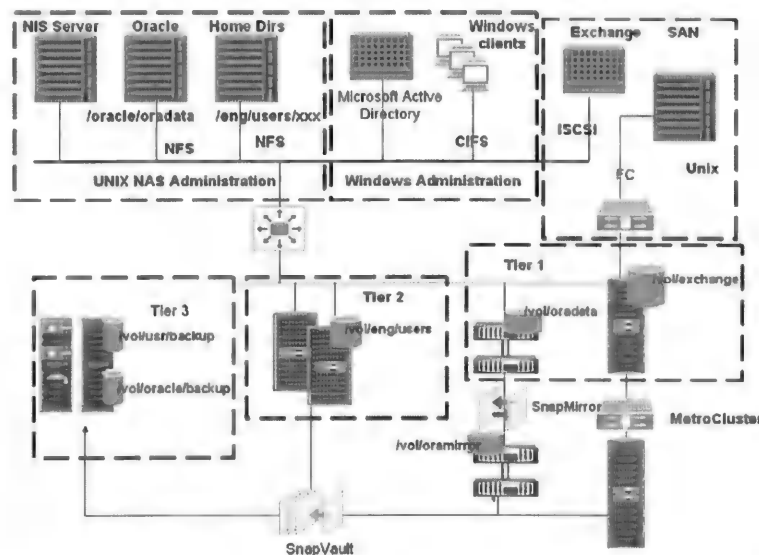 NIS Server Oracle Home Dirs
/oracle/oradata /eng/users/xxx
NFS NFS
UNIX NAS Administration
Windows clients
Microsoft Active Directory
CIFS
Windows Administration
Exchange SAN
ISCSI
FC
Unix
Tier 3
/vol/usr/backup
/vol/oracle/backup
Tier 2
/vol/eng/users
Tier 1
/vol/oradata
/vol/exchange
SnapMirror
MetroCluster
/vol/oramirror
SnapVault